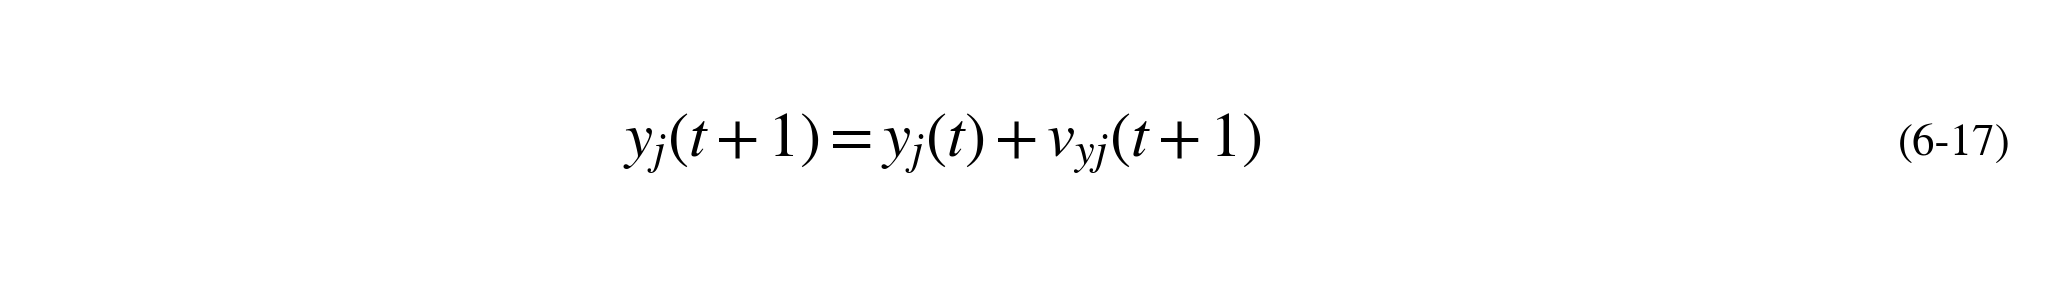 y_j(t + 1) = y_j(t) + v_{yj}(t + 1) (6-17)